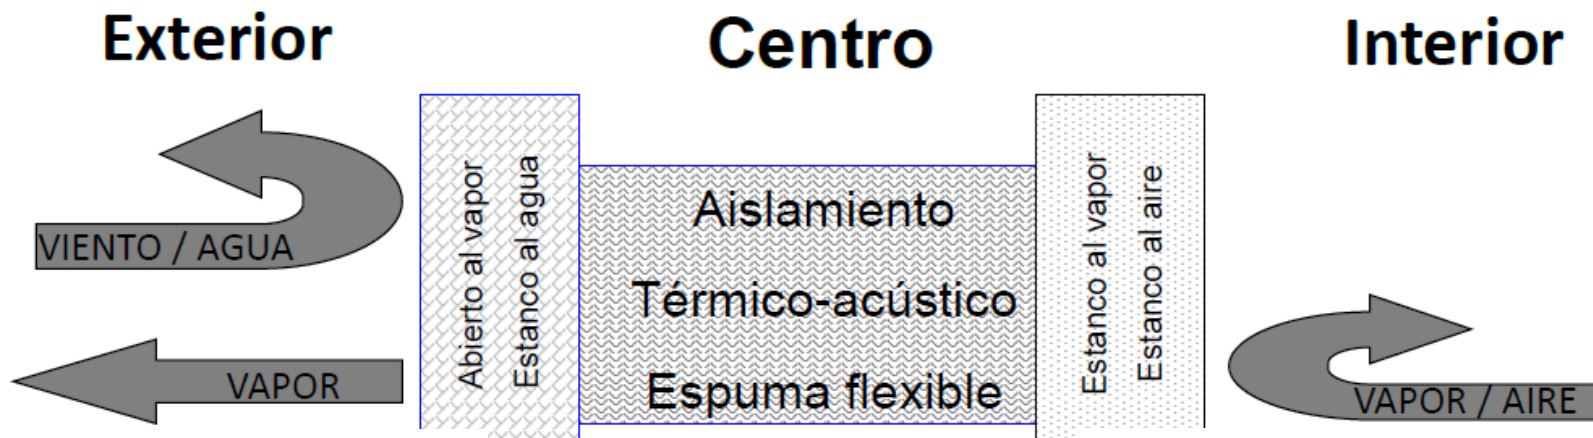 Exterior
Centro
Interior
VIENTO / AGUA
VAPOR
Abierto al vapor
Estanco al agua
Aislamiento
Térmico-acústico
Espuma flexible
Estanco al vapor
Estanco al aire
VAPOR / AIRE